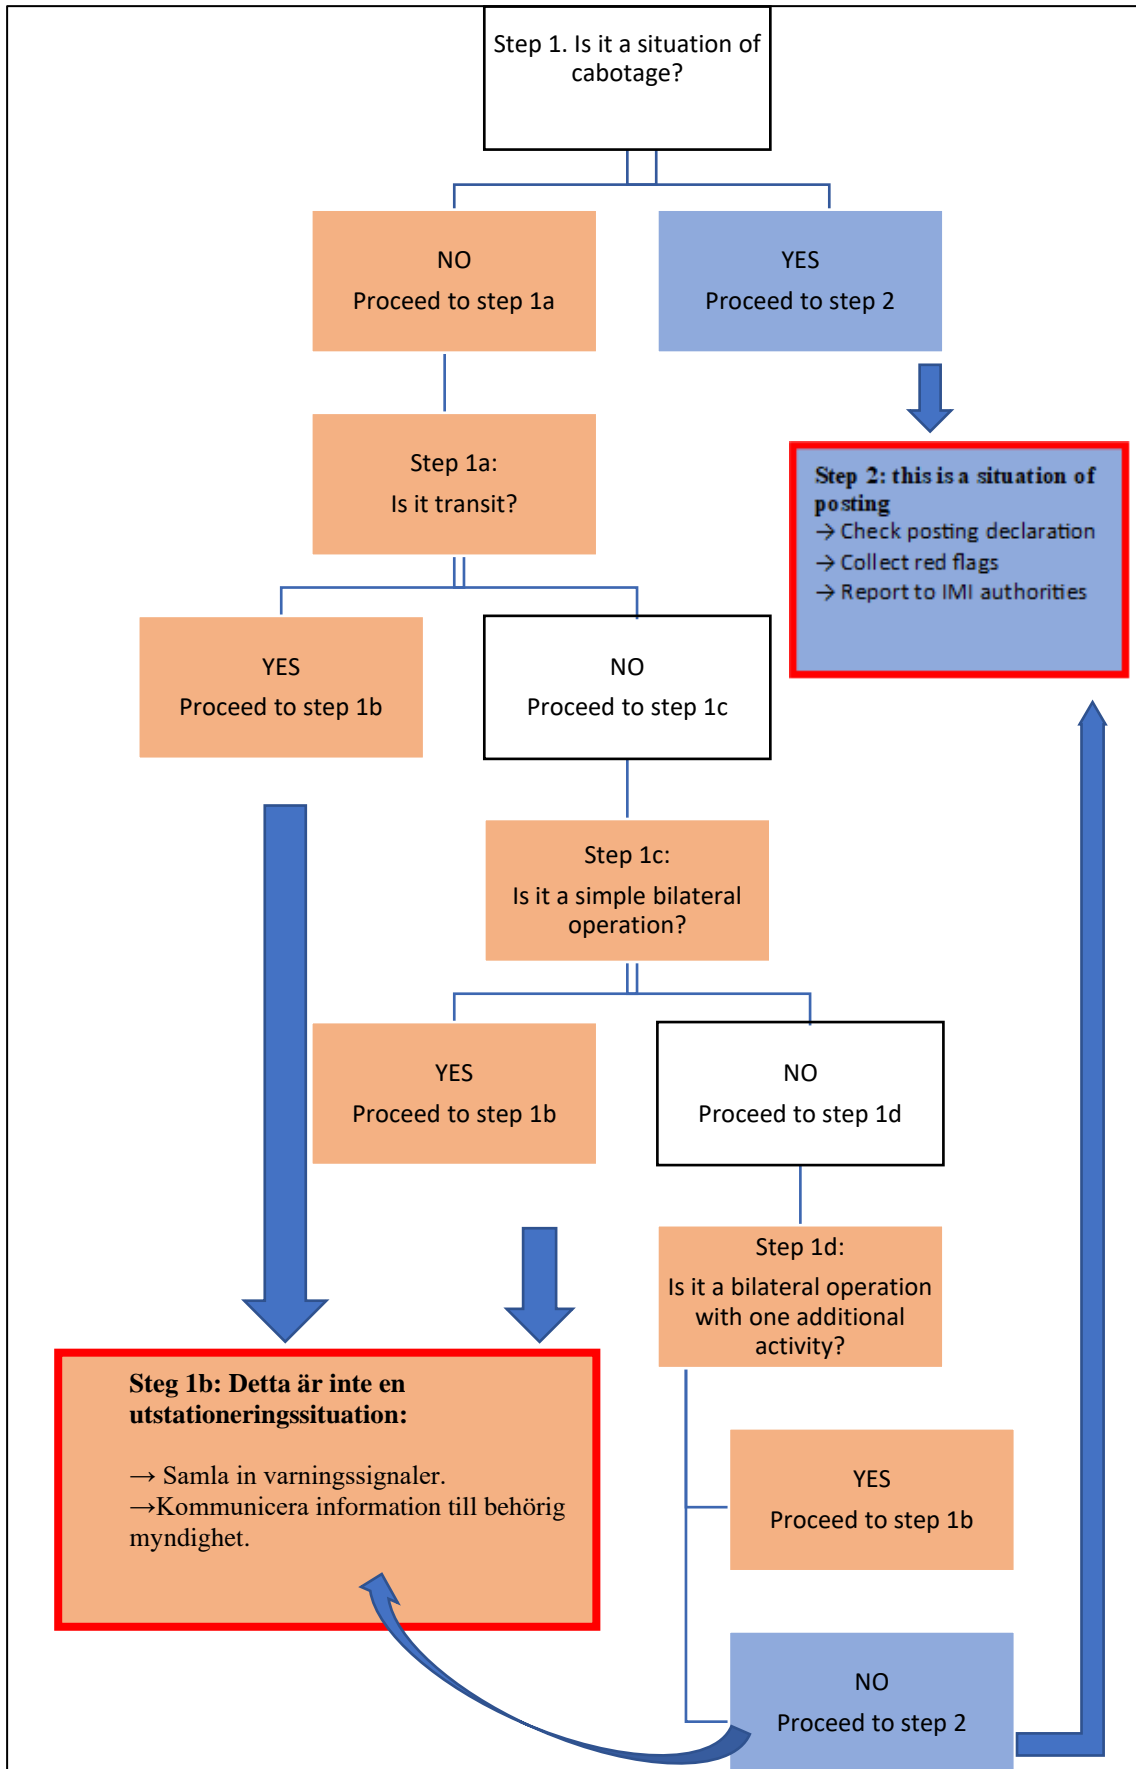 Step 1. Is it a situation of
cabotage?
NO
Proceed to step 1a
YES
Proceed to step 2
Step 1a:
Is it transit?
Step 2: this is a situation of
posting
→ Check posting declaration
→ Collect red flags
→ Report to IMI authorities
YES
Proceed to step 1b
NO
Proceed to step 1c
Step 1c:
Is it a simple bilateral
operation?
YES
Proceed to step 1b
NO
Proceed to step 1d
Step 1d:
Is it a bilateral operation
with one additional
activity?
Steg 1b: Detta är inte en
utstationeringssituation:
→ Samla in varningssignaler.
→Kommunicera information till behörig
myndighet.
YES
Proceed to step 1b
NO
Proceed to step 2